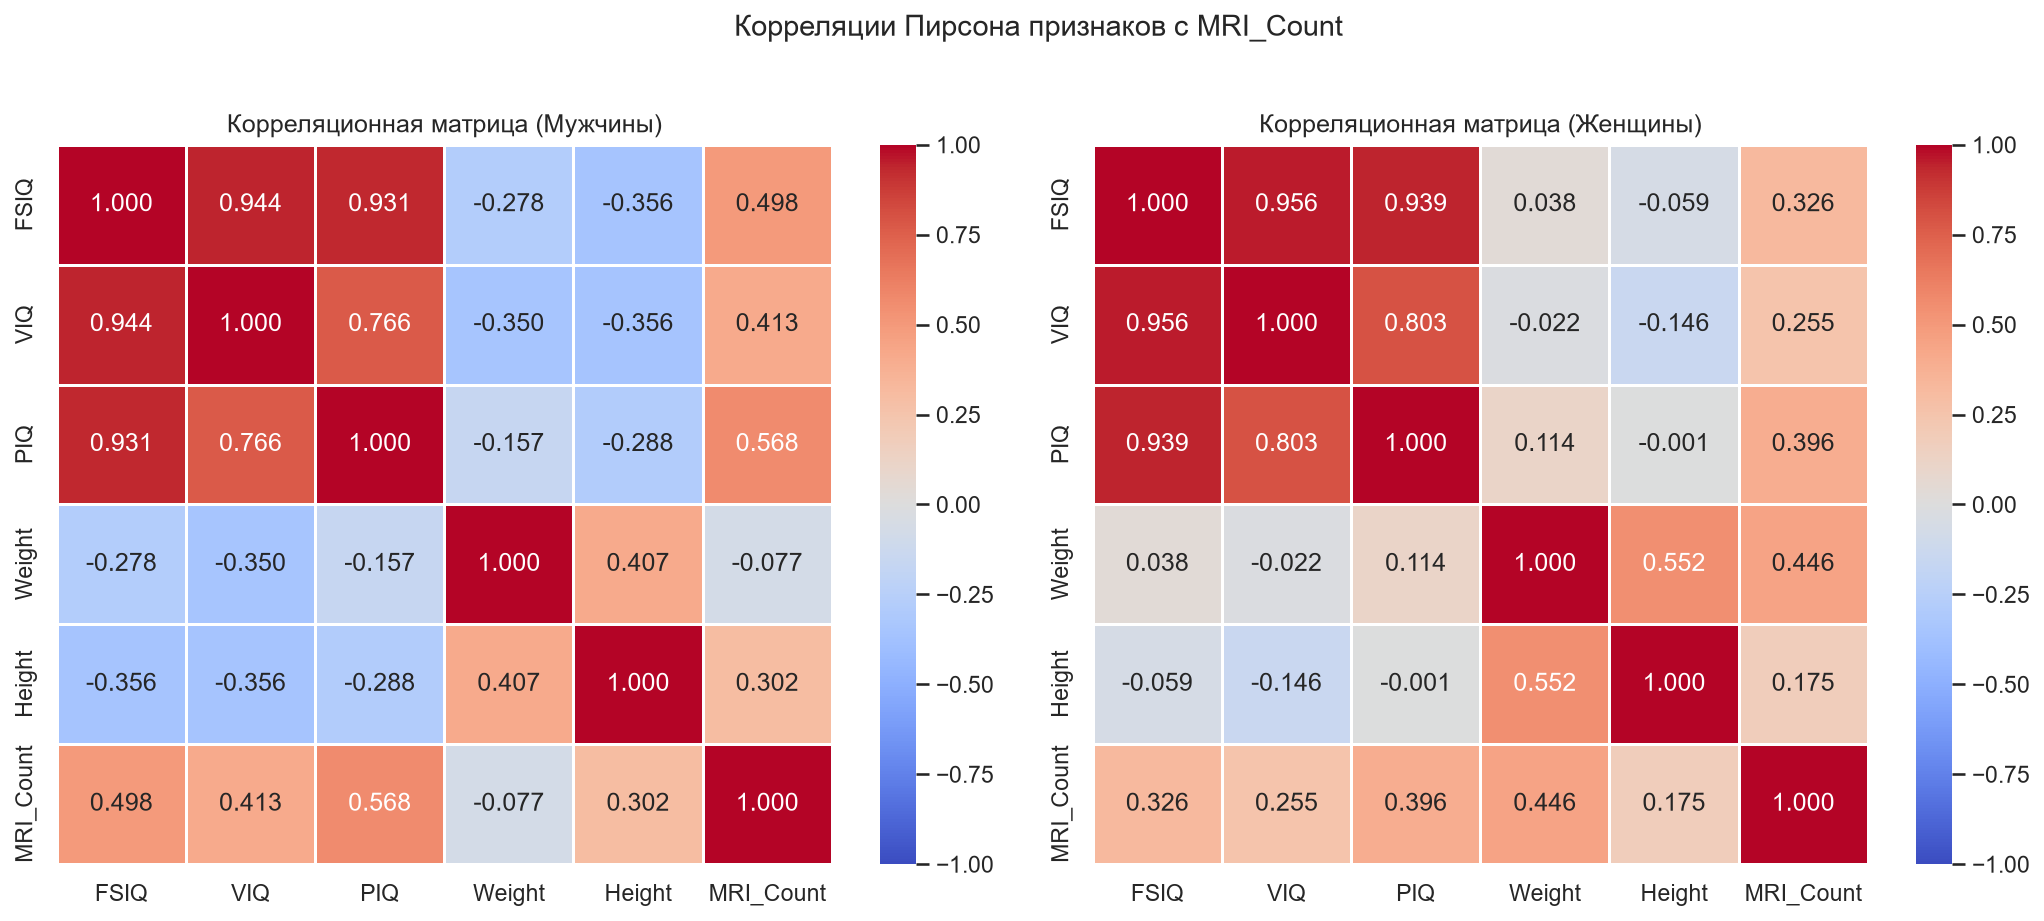 Корреляции Пирсона признаков с MRI_Count
Корреляционная матрица (Мужчины)
FSIQ 1.000 0.944 0.931 -0.278 -0.356 0.498
VIQ 0.944 1.000 0.766 -0.350 -0.356 0.413
PIQ 0.931 0.766 1.000 -0.157 -0.288 0.568
Weight -0.278 -0.350 -0.157 1.000 0.407 -0.077
Height -0.356 -0.356 -0.288 0.407 1.000 0.302
MRI_Count 0.498 0.413 0.568 -0.077 0.302 1.000
FSIQ VIQ PIQ Weight Height MRI_Count
1.00
0.75
0.50
0.25
0.00
−0.25
−0.50
−0.75
−1.00
Корреляционная матрица (Женщины)
FSIQ 1.000 0.956 0.939 0.038 -0.059 0.326
VIQ 0.956 1.000 0.803 -0.022 -0.146 0.255
PIQ 0.939 0.803 1.000 0.114 -0.001 0.396
Weight 0.038 -0.022 0.114 1.000 0.552 0.446
Height -0.059 -0.146 -0.001 0.552 1.000 0.175
MRI_Count 0.326 0.255 0.396 0.446 0.175 1.000
FSIQ VIQ PIQ Weight Height MRI_Count
1.00
0.75
0.50
0.25
0.00
−0.25
−0.50
−0.75
−1.00